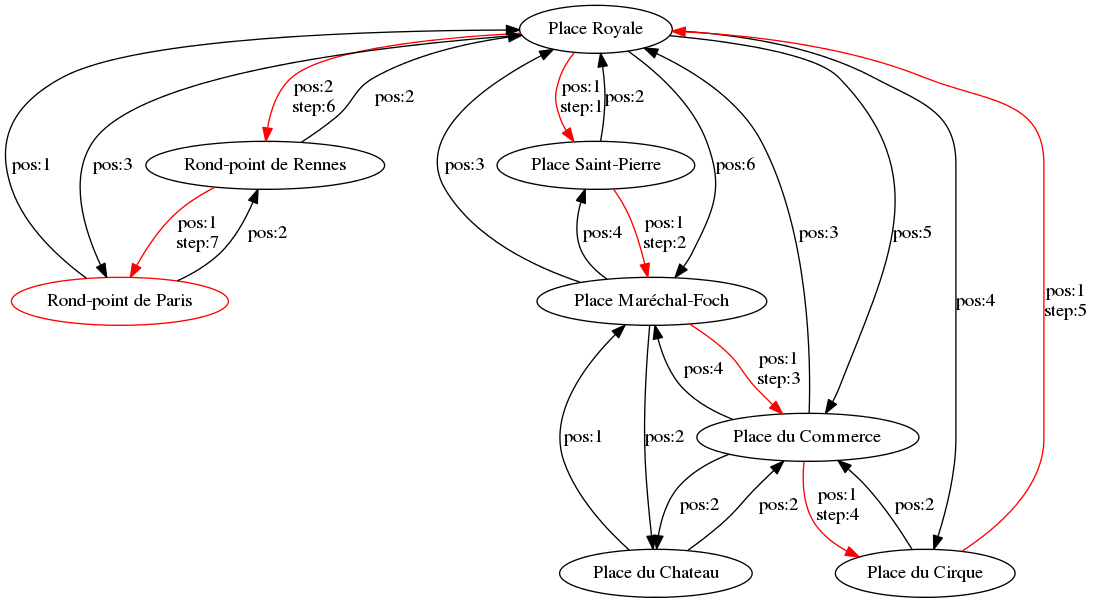 Place Royale
pos:2
step:6
pos:1
step:1
pos:2
pos:2
pos:1
pos:3
Rond-point de Rennes
pos:3
Place Saint-Pierre
pos:6
pos:1
step:7
pos:2
pos:4
pos:1
step:2
pos:3
pos:5
Rond-point de Paris
Place Maréchal-Foch
pos:4
pos:1
step:5
pos:4
pos:1
step:3
pos:1
pos:2
Place du Commerce
pos:2
pos:2
pos:1
step:4
pos:2
Place du Chateau
Place du Cirque